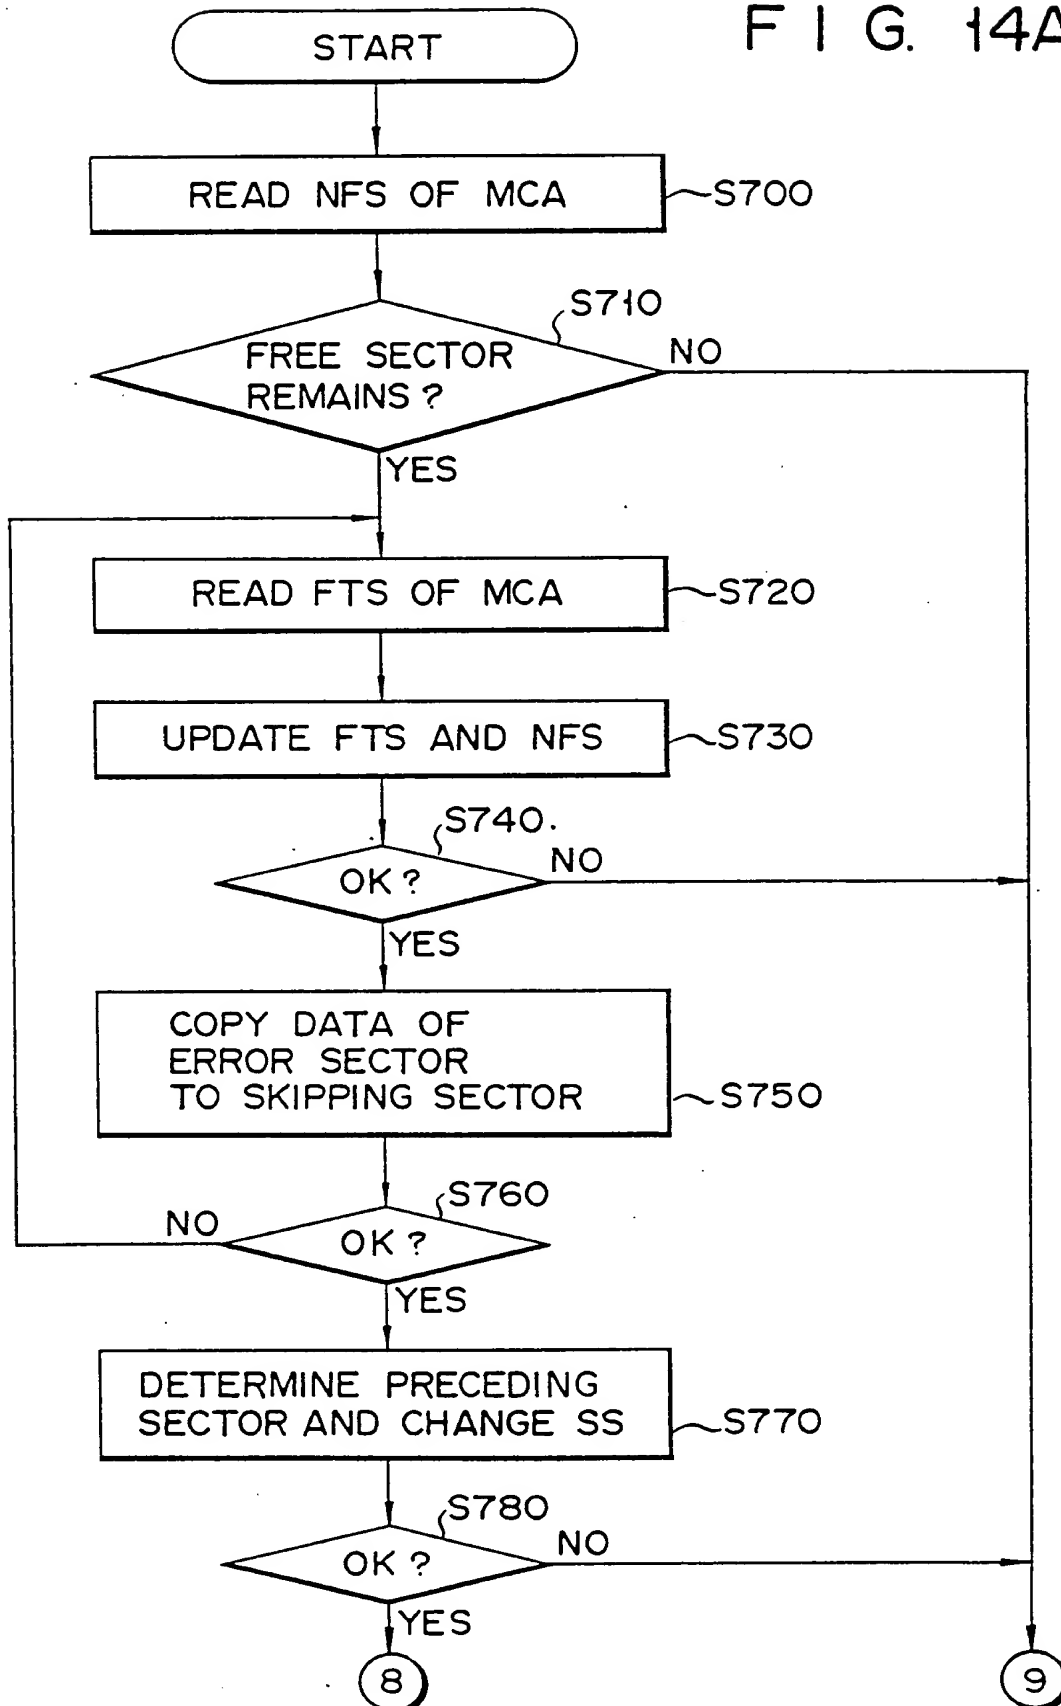 FIG. 14A
START
READ NFS OF MCA
S700
S710
FREE SECTOR
REMAINS?
NO
YES
READ FTS OF MCA
S720
UPDATE FTS AND NFS
S730
S740.
OK?
NO
YES
COPY DATA OF
ERROR SECTOR
TO SKIPPING SECTOR
S750
S760
NO
OK?
YES
DETERMINE PRECEDING
SECTOR AND CHANGE SS
S770
S780
OK?
NO
YES
8
9